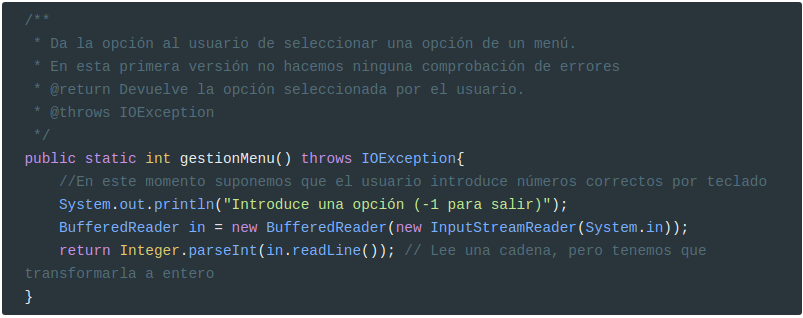 /**
 * Da la opción al usuario de seleccionar una opción de un menú.
 * En esta primera versión no hacemos ninguna comprobación de errores
 * @return Devuelve la opción seleccionada por el usuario.
 * @throws IOException
 */
public static int gestionMenu() throws IOException{
    //En este momento suponemos que el usuario introduce números correctos por teclado
    System.out.println("Introduce una opción (-1 para salir)");
    BufferedReader in = new BufferedReader(new InputStreamReader(System.in));
    return Integer.parseInt(in.readLine()); // Lee una cadena, pero tenemos que
transformarla a entero
}